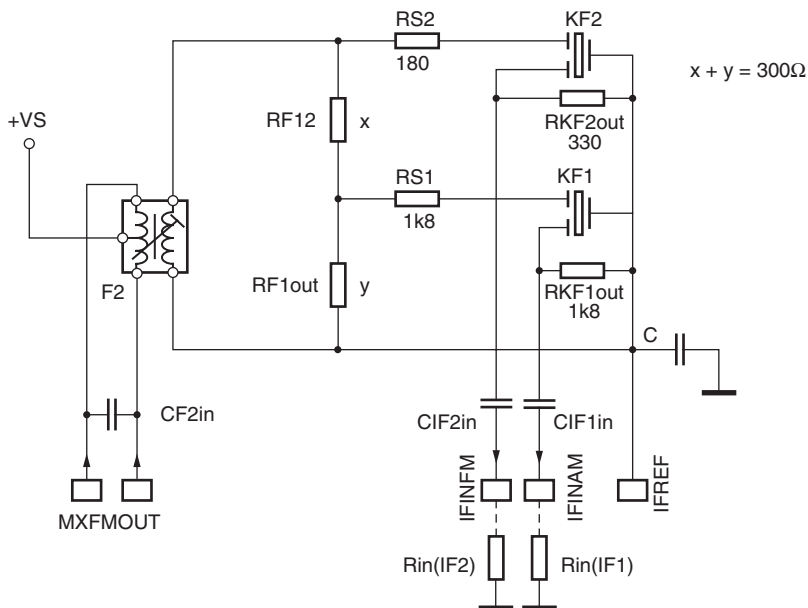 RS2
180
KF2
x + y = 300Ω
+VS
RF12
x
RKF2out
330
RS1
1k8
KF1
F2
RF1out
y
RKF1out
1k8
C
CF2in
CIF2in
CIF1in
MXFMOUT
IFINFM
IFINAM
IFREF
Rin(IF2)
Rin(IF1)